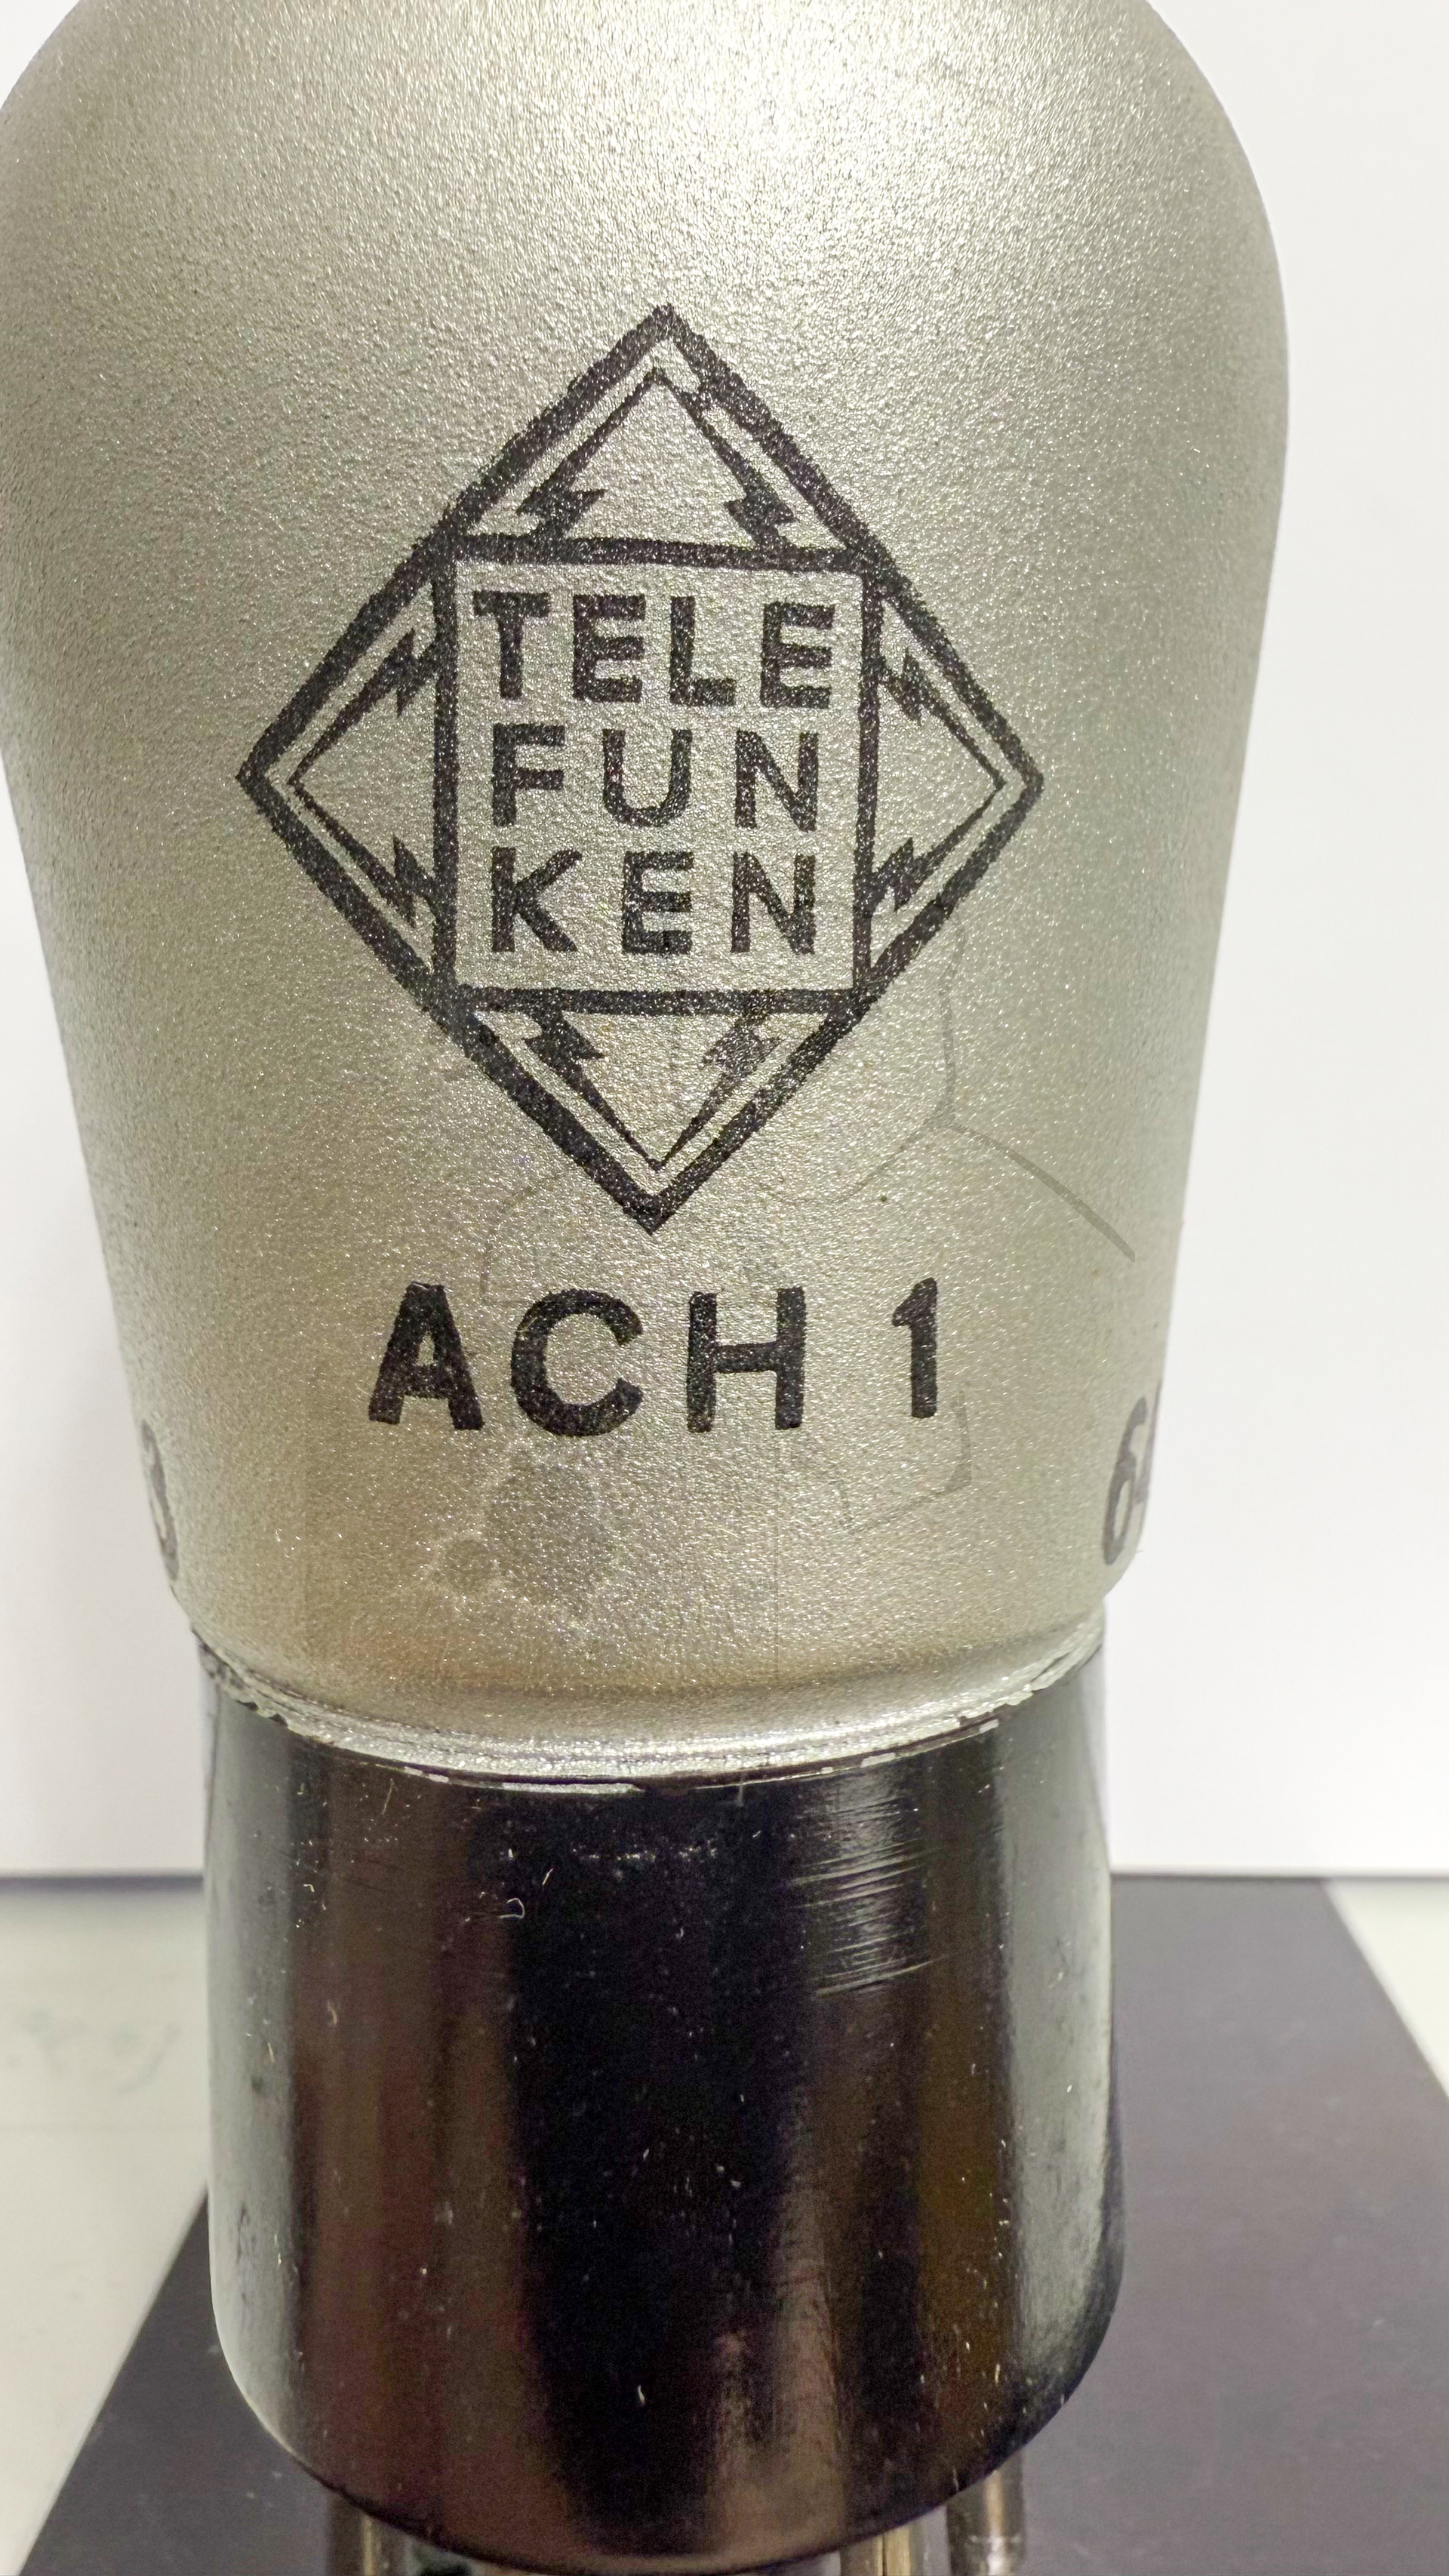 TELE
FUN
KEN
ACH 1